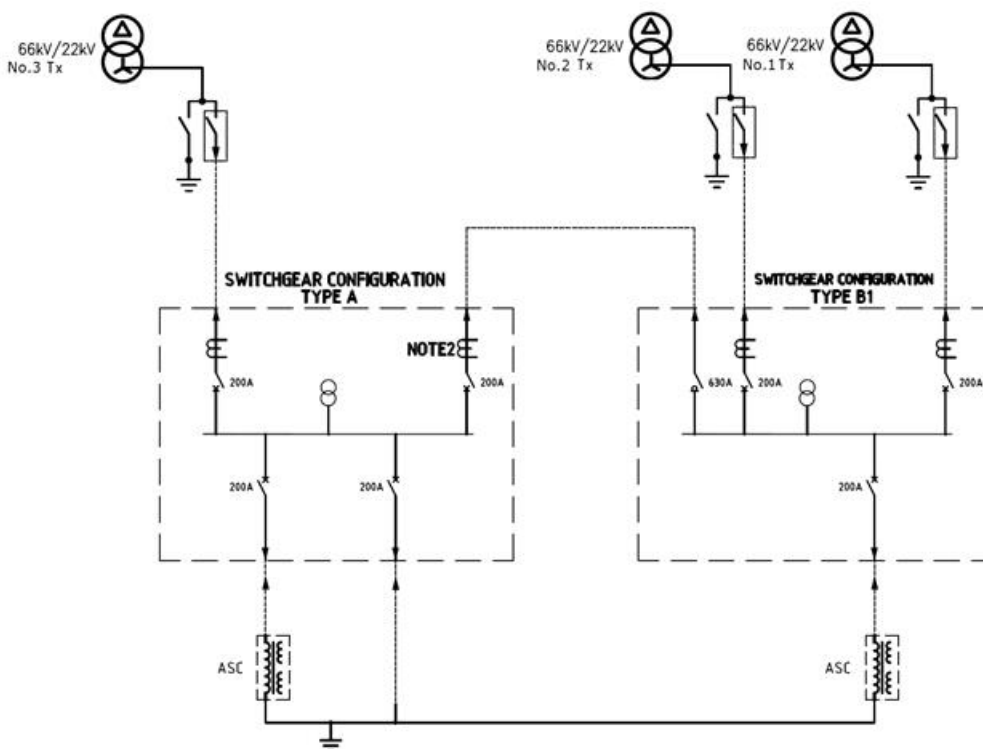 66kV/22kV
No.3 Tx
66kV/22kV
No.2 Tx
66kV/22kV
No.1 Tx
SWITCHGEAR CONFIGURATION
TYPE A
SWITCHGEAR CONFIGURATION
TYPE B1
NOTE2
200A
200A
630A
200A
200A
200A
200A
200A
ASC
ASC